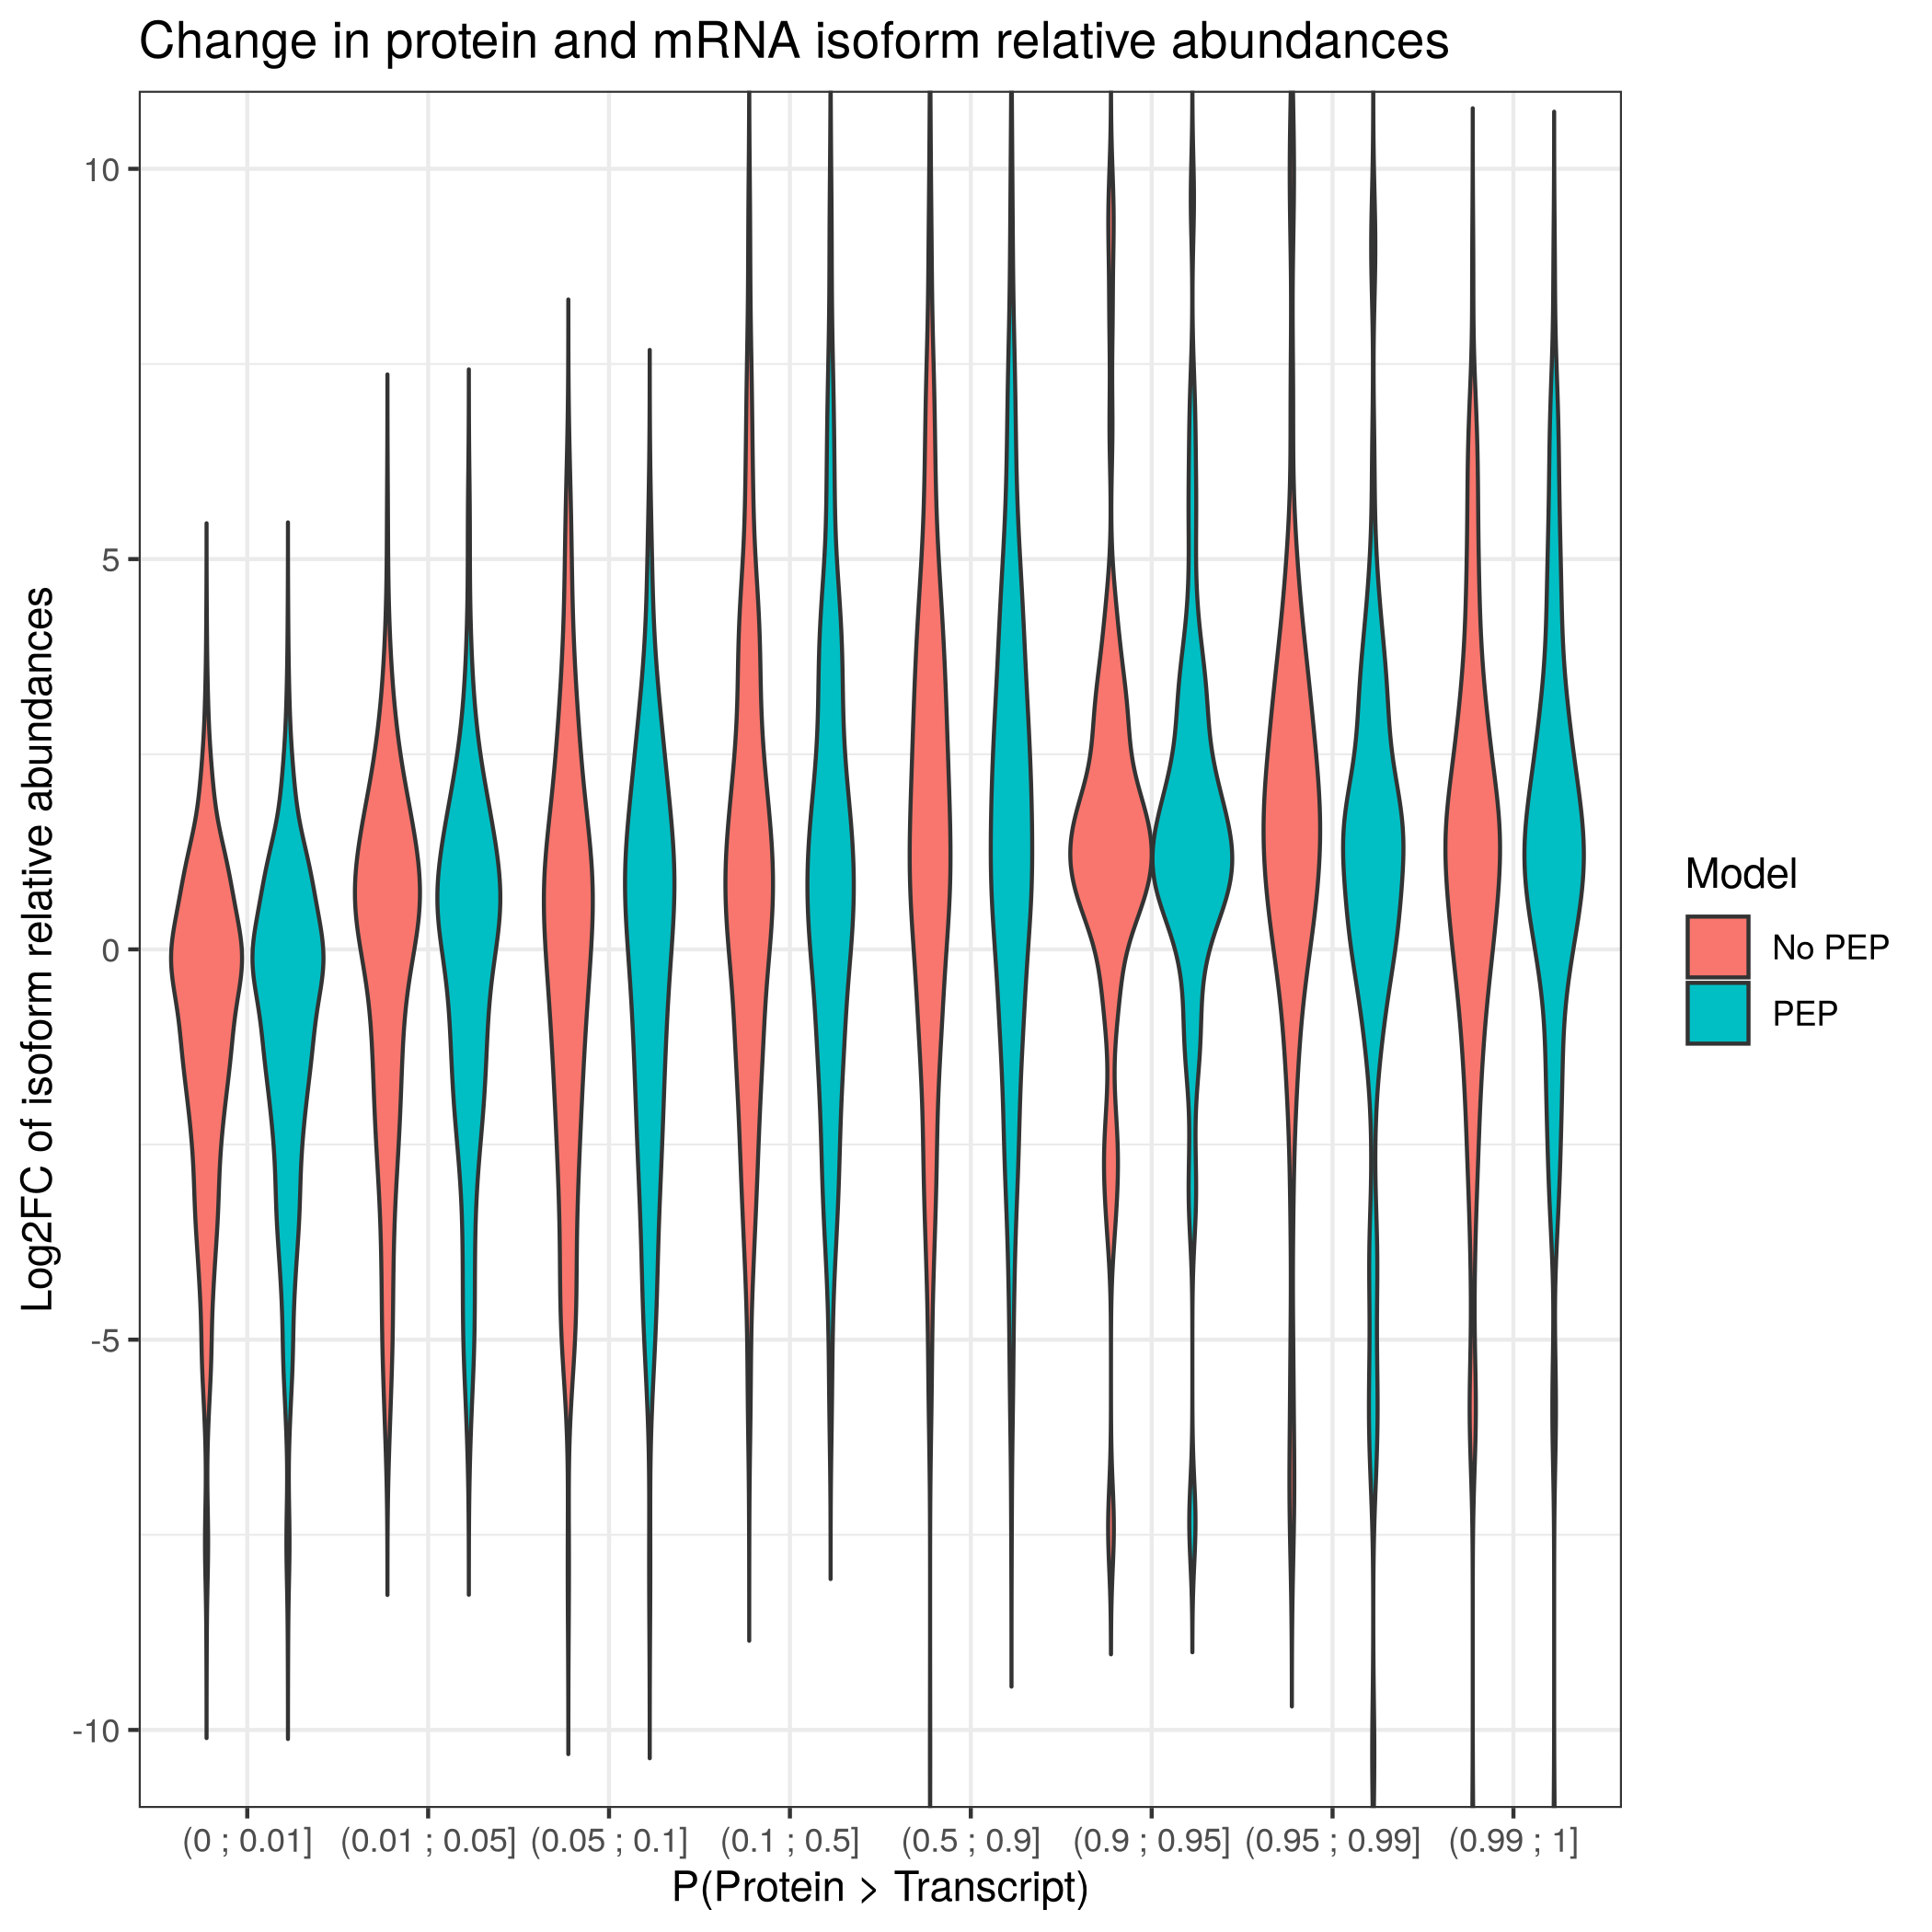 Change in protein and mRNA isoform relative abundances
Log2FC of isoform relative abundances
10
5
0
-5
-10
(0 ; 0.01]
(0.01 ; 0.05]
(0.05 ; 0.1]
(0.1 ; 0.5]
(0.5 ; 0.9]
(0.9 ; 0.95]
(0.95 ; 0.99]
(0.99 ; 1]
P(Protein > Transcript)
Model
No PEP
PEP